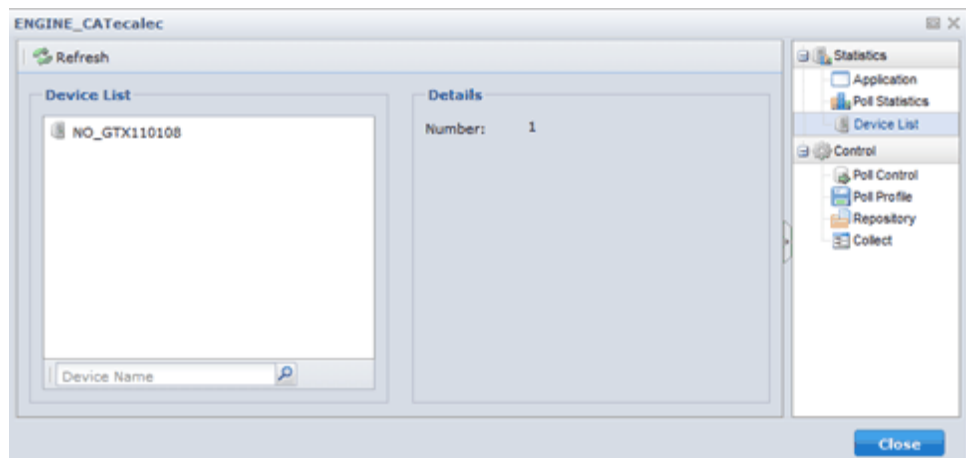 ENGINE_CATecalec
Refresh
Device List
NO_GTX110108
Device Name
Details
Number: 1
Statistics
Application
Poll Statistics
Device List
Control
Poll Control
Poll Profile
Repository
Collect
Close